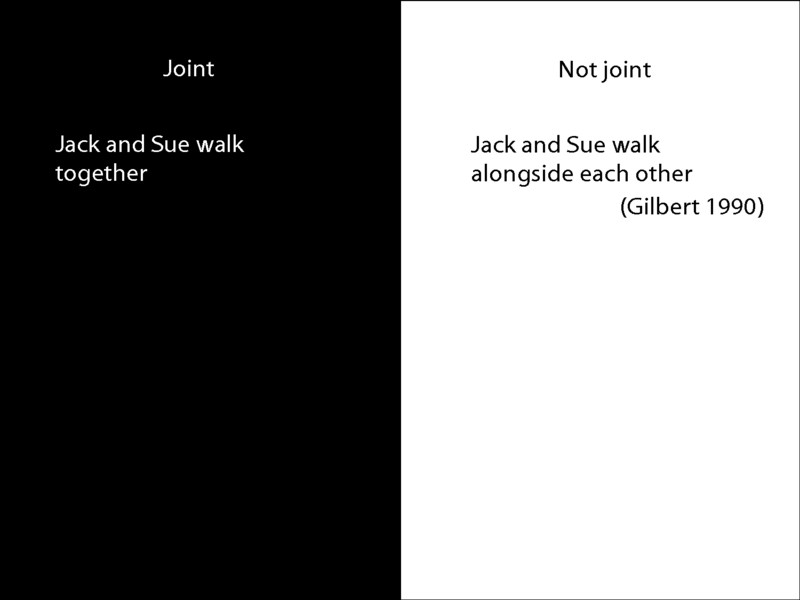 Joint
Jack and Sue walk
together
Not joint
Jack and Sue walk
alongside each other
(Gilbert 1990)